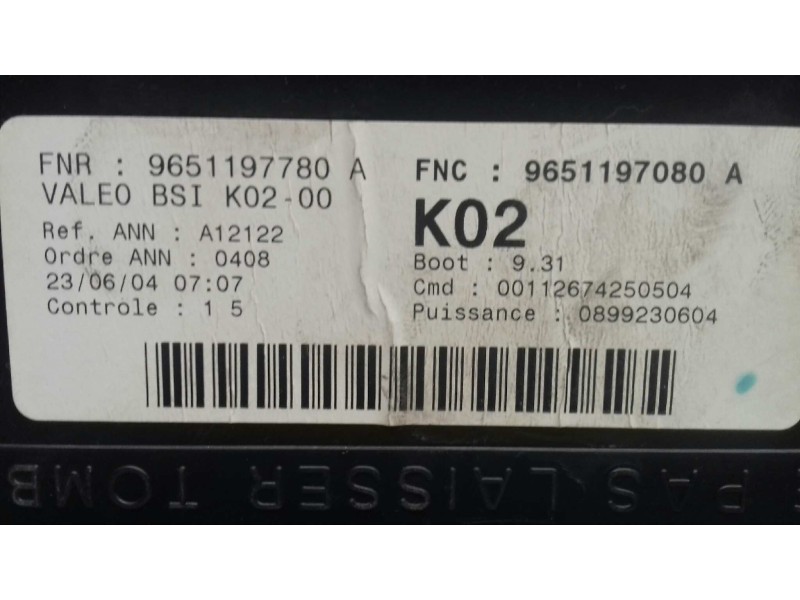 FNR : 9651197780 A
VALEO BSI K02-00
Ref. ANN : A12122
Ordre ANN : 0408
23/06/04 07:07
Controle : 1 5
FNC : 9651197080 A
K02
Boot : 9.31
Cmd : 00112674250504
Puissance : 0899230604
PAS LAISSER TOMB